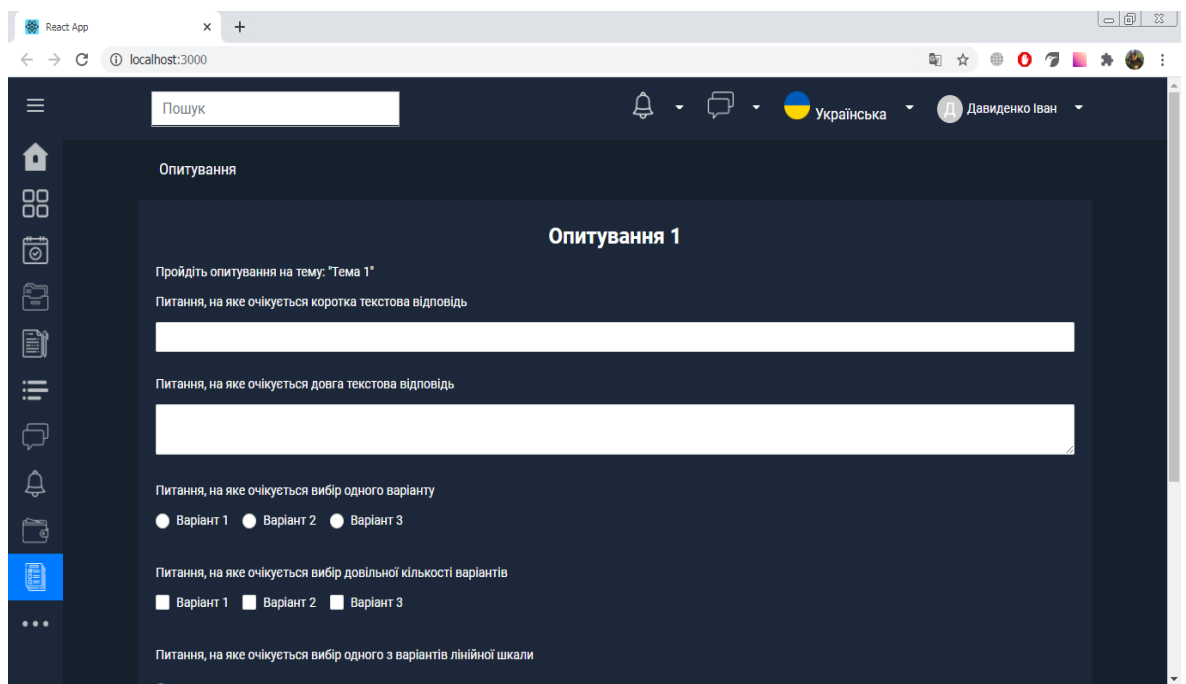 React App
localhost:3000
Пошук
Українська
Д
Давиденко Іван
Опитування
Опитування 1
Пройдіть опитування на тему: "Тема 1"
Питання, на яке очікується коротка текстова відповідь
Питання, на яке очікується довга текстова відповідь
Питання, на яке очікується вибір одного варіанту
Варіант 1 Варіант 2 Варіант 3
Питання, на яке очікується вибір довільної кількості варіантів
Варіант 1 Варіант 2 Варіант 3
Питання, на яке очікується вибір одного з варіантів лінійної шкали